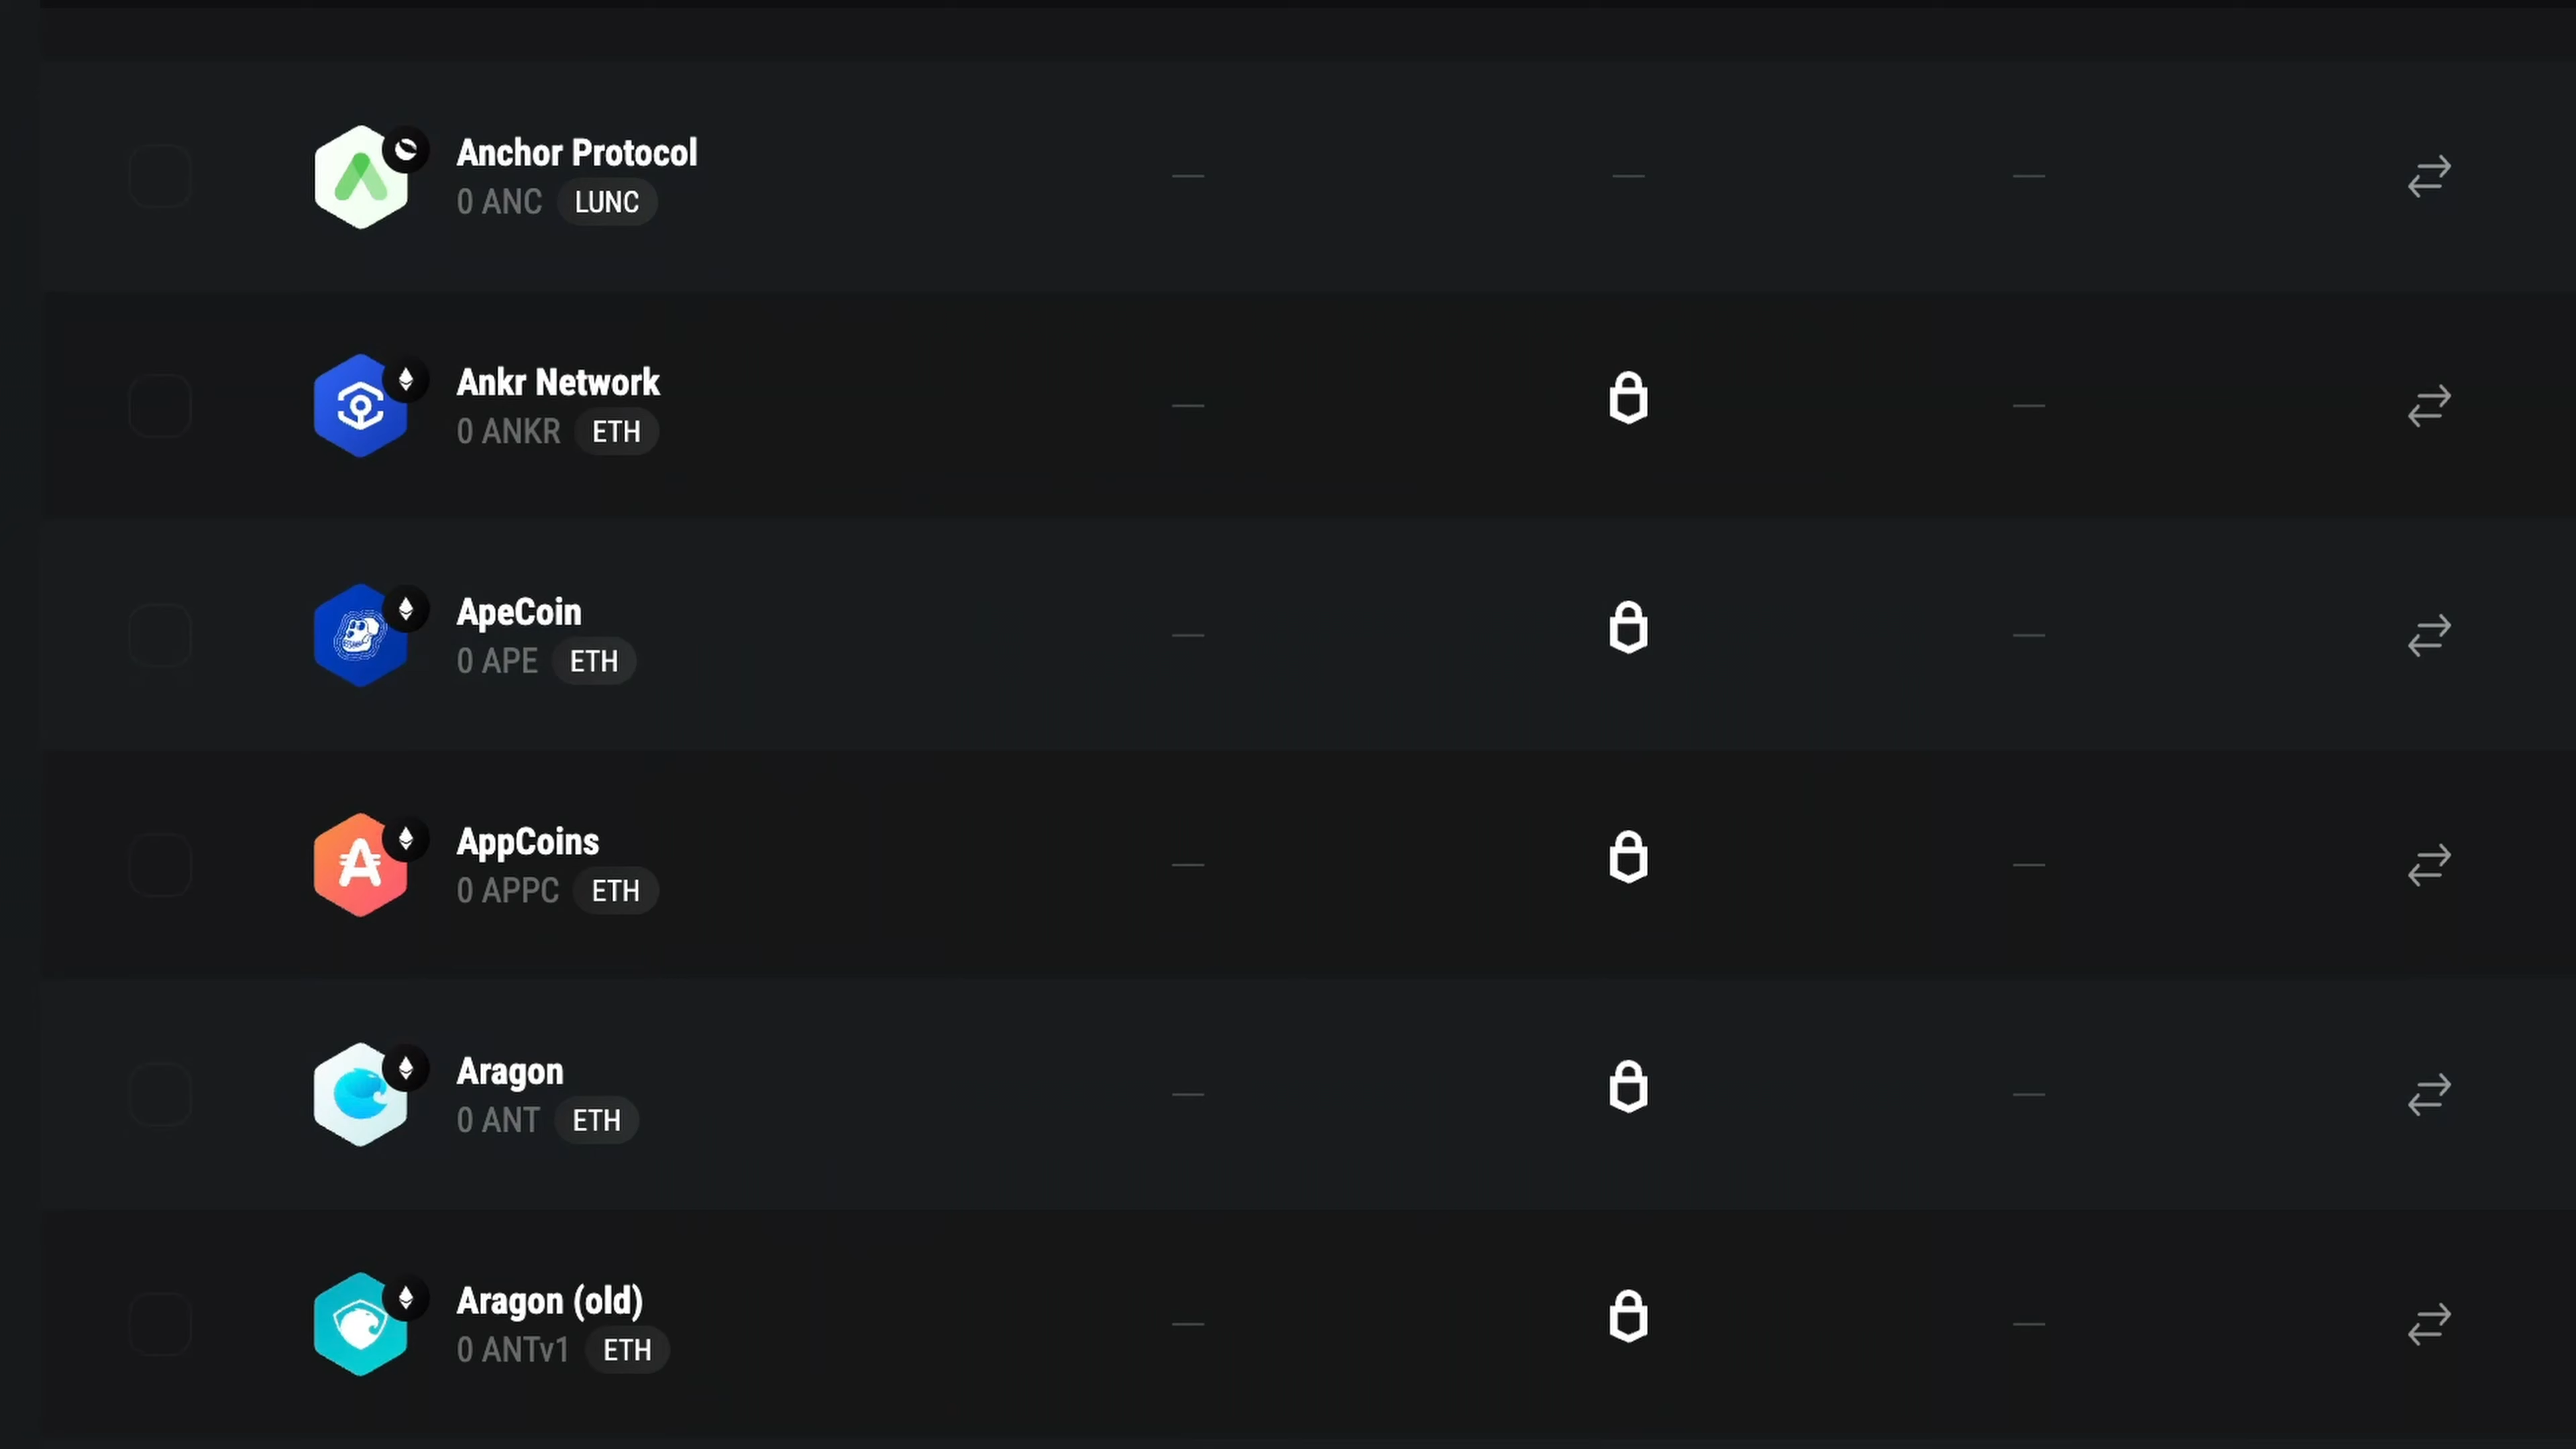 Anchor Protocol
0 ANC LUNC
Ankr Network
0 ANKR ETH
ApeCoin
0 APE ETH
AppCoins
0 APPC ETH
Aragon
0 ANT ETH
Aragon (old)
0 ANTv1 ETH